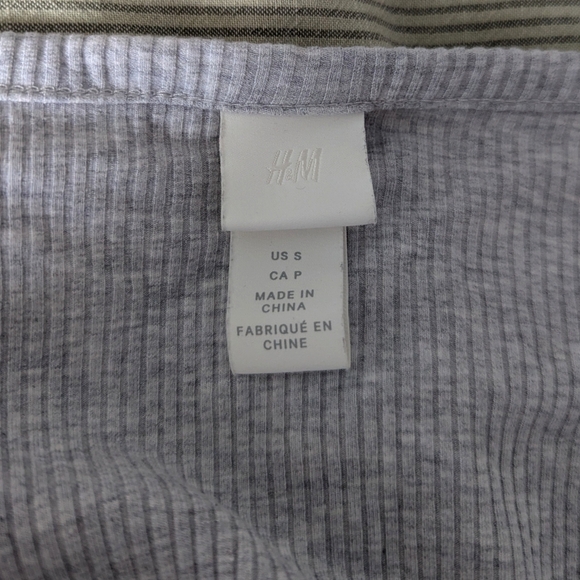 H&M
US S
CA P
MADE IN
CHINA
FABRIQUÉ EN
CHINE